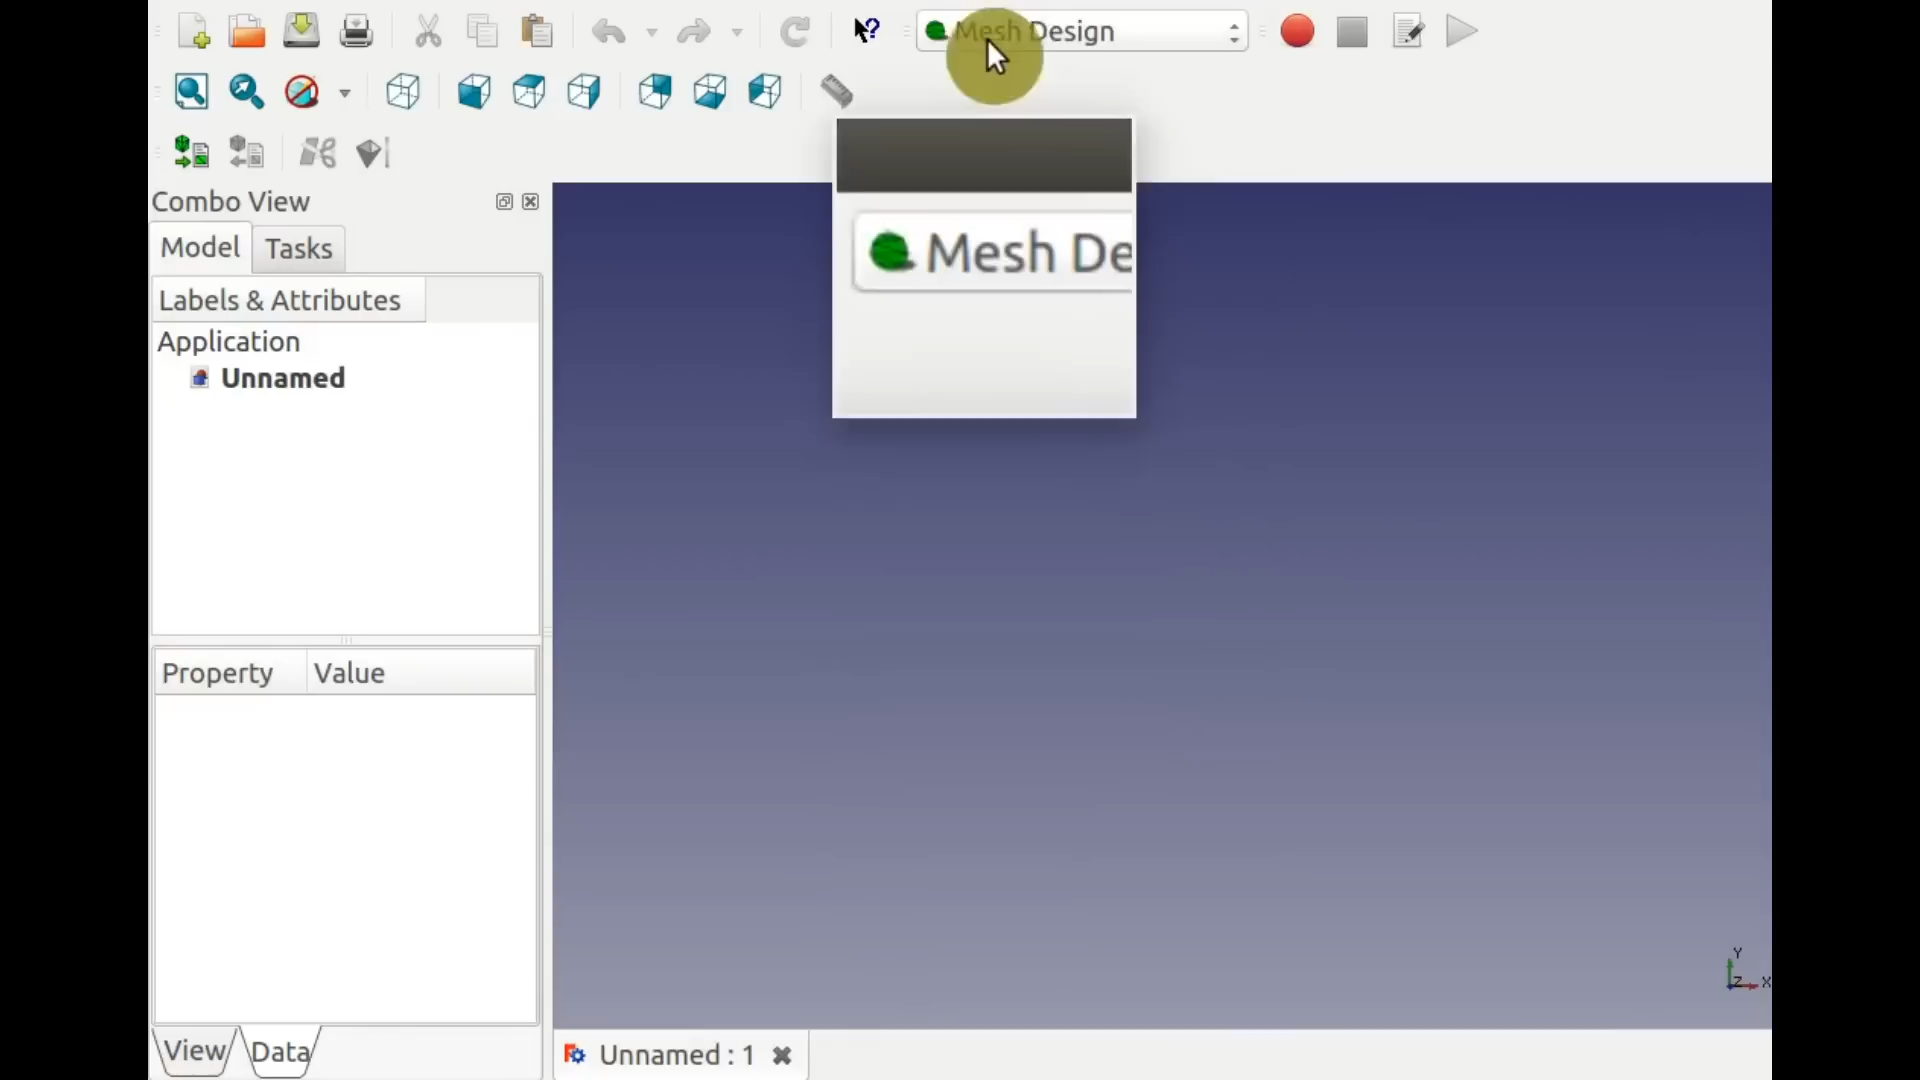 Mesh Design
Mesh De
Combo View
Model
Tasks
Labels & Attributes
Application
Unnamed
Property
Value
View
Data
Unnamed : 1
Y
Z
X